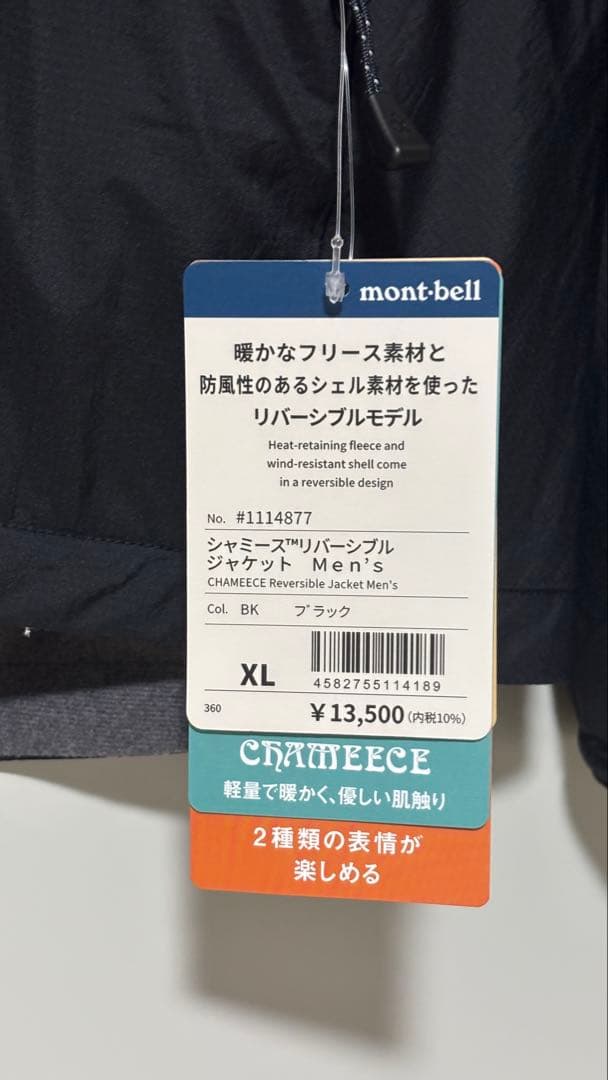 mont·bell
暖かなフリース素材と
防風性のあるシェル素材を使った
リバーシブルモデル
Heat-retaining fleece and
wind-resistant shell come
in a reversible design
No. #1114877
シャミース™リバーシブル
ジャケット Men's
CHAMEECE Reversible Jacket Men's
Col. BK ブラック
XL
4582755114189
360 ¥13,500(内税10%)
CHAMEECE
軽量で暖かく、優しい肌触り
2種類の表情が
楽しめる